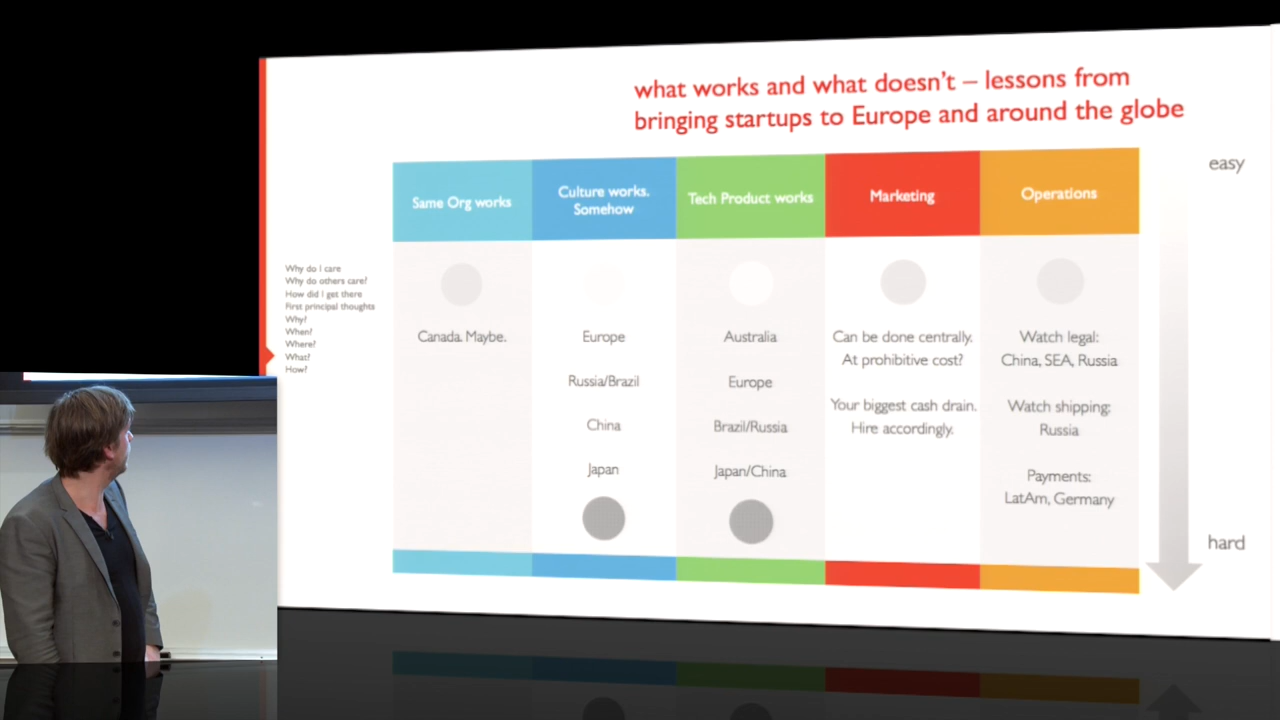 what works and what doesn't – lessons from
bringing startups to Europe and around the globe
easy
Same Org works
Culture works.
Somehow
Tech Product works
Marketing
Operations
Why do I care
Why do others care?
How did I get there
First principal thoughts
Why?
When?
Where?
What?
How?
Canada. Maybe.
Europe
Russia/Brazil
China
Japan
Australia
Europe
Brazil/Russia
Japan/China
Can be done centrally.
At prohibitive cost?
Your biggest cash drain.
Hire accordingly.
Watch legal:
China, SEA, Russia
Watch shipping:
Russia
Payments:
LatAm, Germany
hard